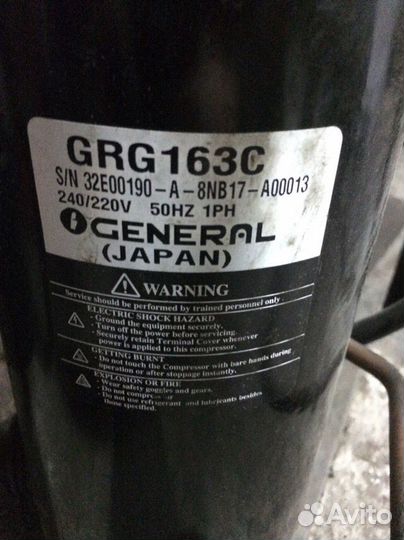 GRG163C
S/N 32E00190-A-8NB17-A00013
240/220V 50HZ 1PH
GENERAL
(JAPAN)
WARNING
Service should be performed by trained personnel only.
ELECTRIC SHOCK HAZARD
- Ground the equipment securely.
- Turn off the power before servicing.
- Securely retain Terminal Cover whenever
power is applied to this compressor.
GETTING BURNT
- Do not touch the Compressor with bare hands during
operation or after stoppage instantly.
EXPLOSION OR FIRE
- Wear safety goggles and gears.
- Do not compress air
- Do not use refrigerant and lubricants besides
those specified.
Avito